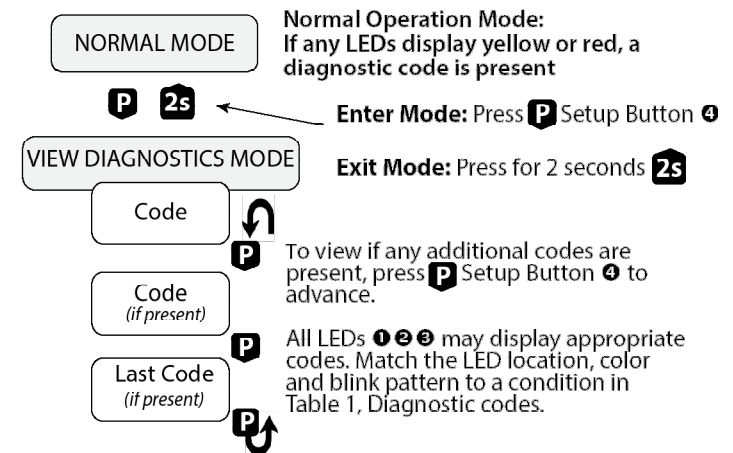 NORMAL MODE
Normal Operation Mode:
If any LEDs display yellow or red, a
diagnostic code is present
P 2s
Enter Mode: Press P Setup Button ❹
VIEW DIAGNOSTICS MODE
Exit Mode: Press for 2 seconds 2s
Code
P
To view if any additional codes are
present, press P Setup Button ❹ to
advance.
Code
(if present)
P
All LEDs ❶❷❸ may display appropriate
codes. Match the LED location, color
and blink pattern to a condition in
Table 1, Diagnostic codes.
Last Code
(if present)
P